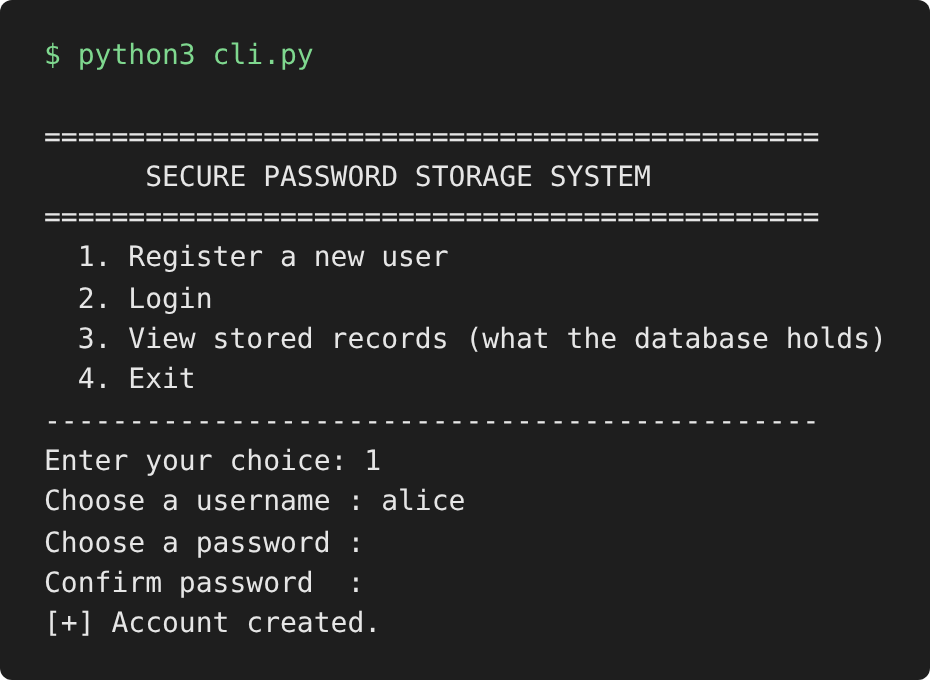 $ python3 cli.py
==============================================
      SECURE PASSWORD STORAGE SYSTEM
==============================================
  1. Register a new user
  2. Login
  3. View stored records (what the database holds)
  4. Exit
----------------------------------------------
Enter your choice: 1
Choose a username : alice
Choose a password :
Confirm password  :
[+] Account created.